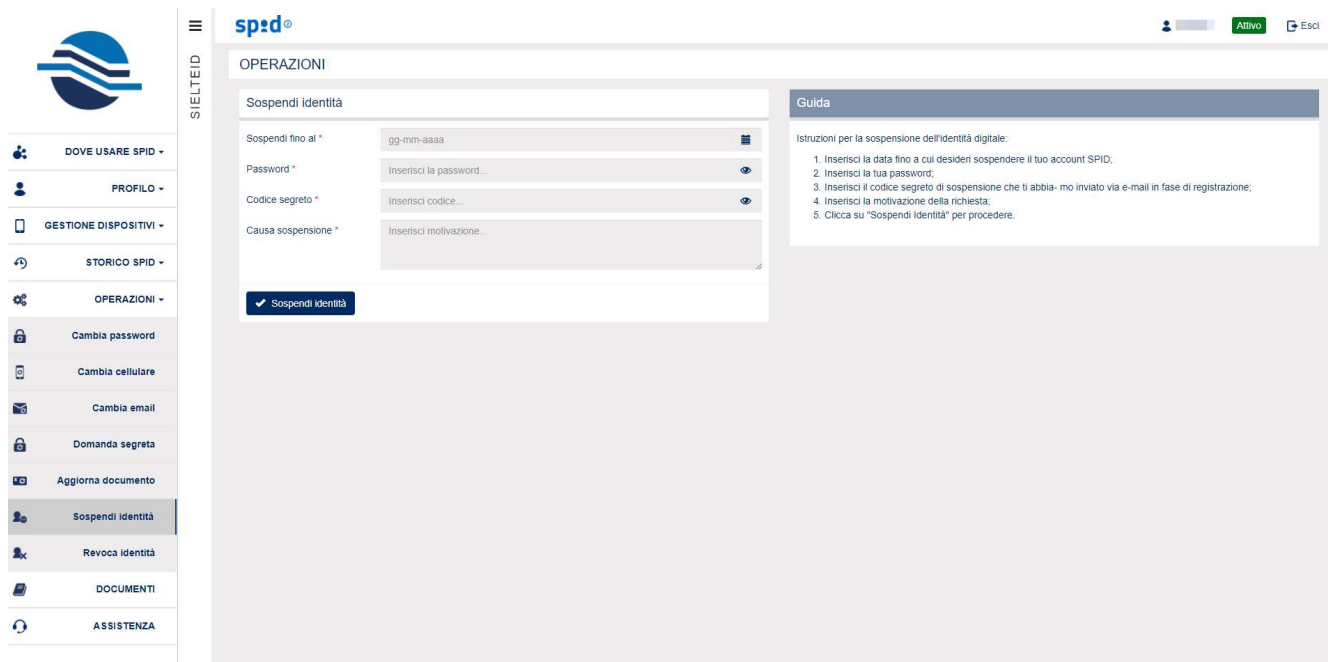 SIELTEID
DOVE USARE SPID
PROFILO
GESTIONE DISPOSITIVI
STORICO SPID
OPERAZIONI
Cambia password
Cambia cellulare
Cambia email
Domanda segreta
Aggiorna documento
Sospendi identità
Revoca identità
DOCUMENTI
ASSISTENZA
spid
Attivo
Esci
OPERAZIONI
Sospendi identità
Sospendi fino al *
gg-mm-aaaa
Password *
Inserisci la password...
Codice segreto *
Inserisci codice...
Causa sospensione *
Inserisci motivazione...
Sospendi identità
Guida
Istruzioni per la sospensione dell'identità digitale:
1. Inserisci la data fino a cui desideri sospendere il tuo account SPID;
2. Inserisci la tua password;
3. Inserisci il codice segreto di sospensione che ti abbia- mo inviato via e-mail in fase di registrazione;
4. Inserisci la motivazione della richiesta;
5. Clicca su "Sospendi Identità" per procedere.